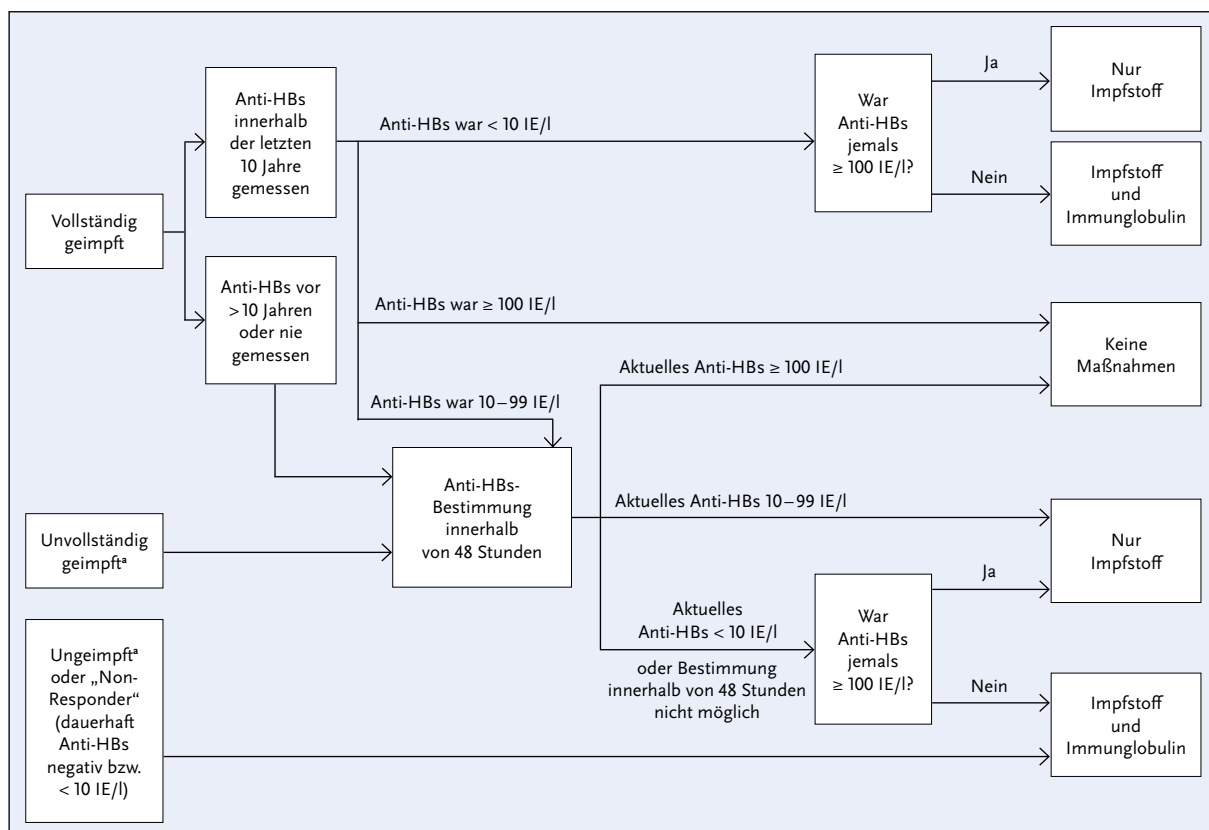 Vollständig
geimpft
Anti-HBs
innerhalb
der letzten
10 Jahre
gemessen
Anti-HBs vor
>10 Jahren
oder nie
gemessen
Anti-HBs war < 10 IE/l
War
Anti-HBs
jemals
≥ 100 IE/l?
Ja
Nur
Impfstoff
Nein
Impfstoff
und
Immunglobulin
Anti-HBs war ≥ 100 IE/l
Keine
Maßnahmen
Anti-HBs war 10–99 IE/l
Aktuelles Anti-HBs ≥ 100 IE/l
Unvollständig
geimpftᵃ
Anti-HBs-
Bestimmung
innerhalb
von 48 Stunden
Aktuelles Anti-HBs 10–99 IE/l
Nur
Impfstoff
Aktuelles
Anti-HBs < 10 IE/l
oder Bestimmung
innerhalb von 48 Stunden
nicht möglich
War
Anti-HBs
jemals
≥ 100 IE/l?
Ja
Nein
Impfstoff
und
Immunglobulin
Ungeimpftᵃ
oder „Non-
Responder“
(dauerhaft
Anti-HBs
negativ bzw.
< 10 IE/l)